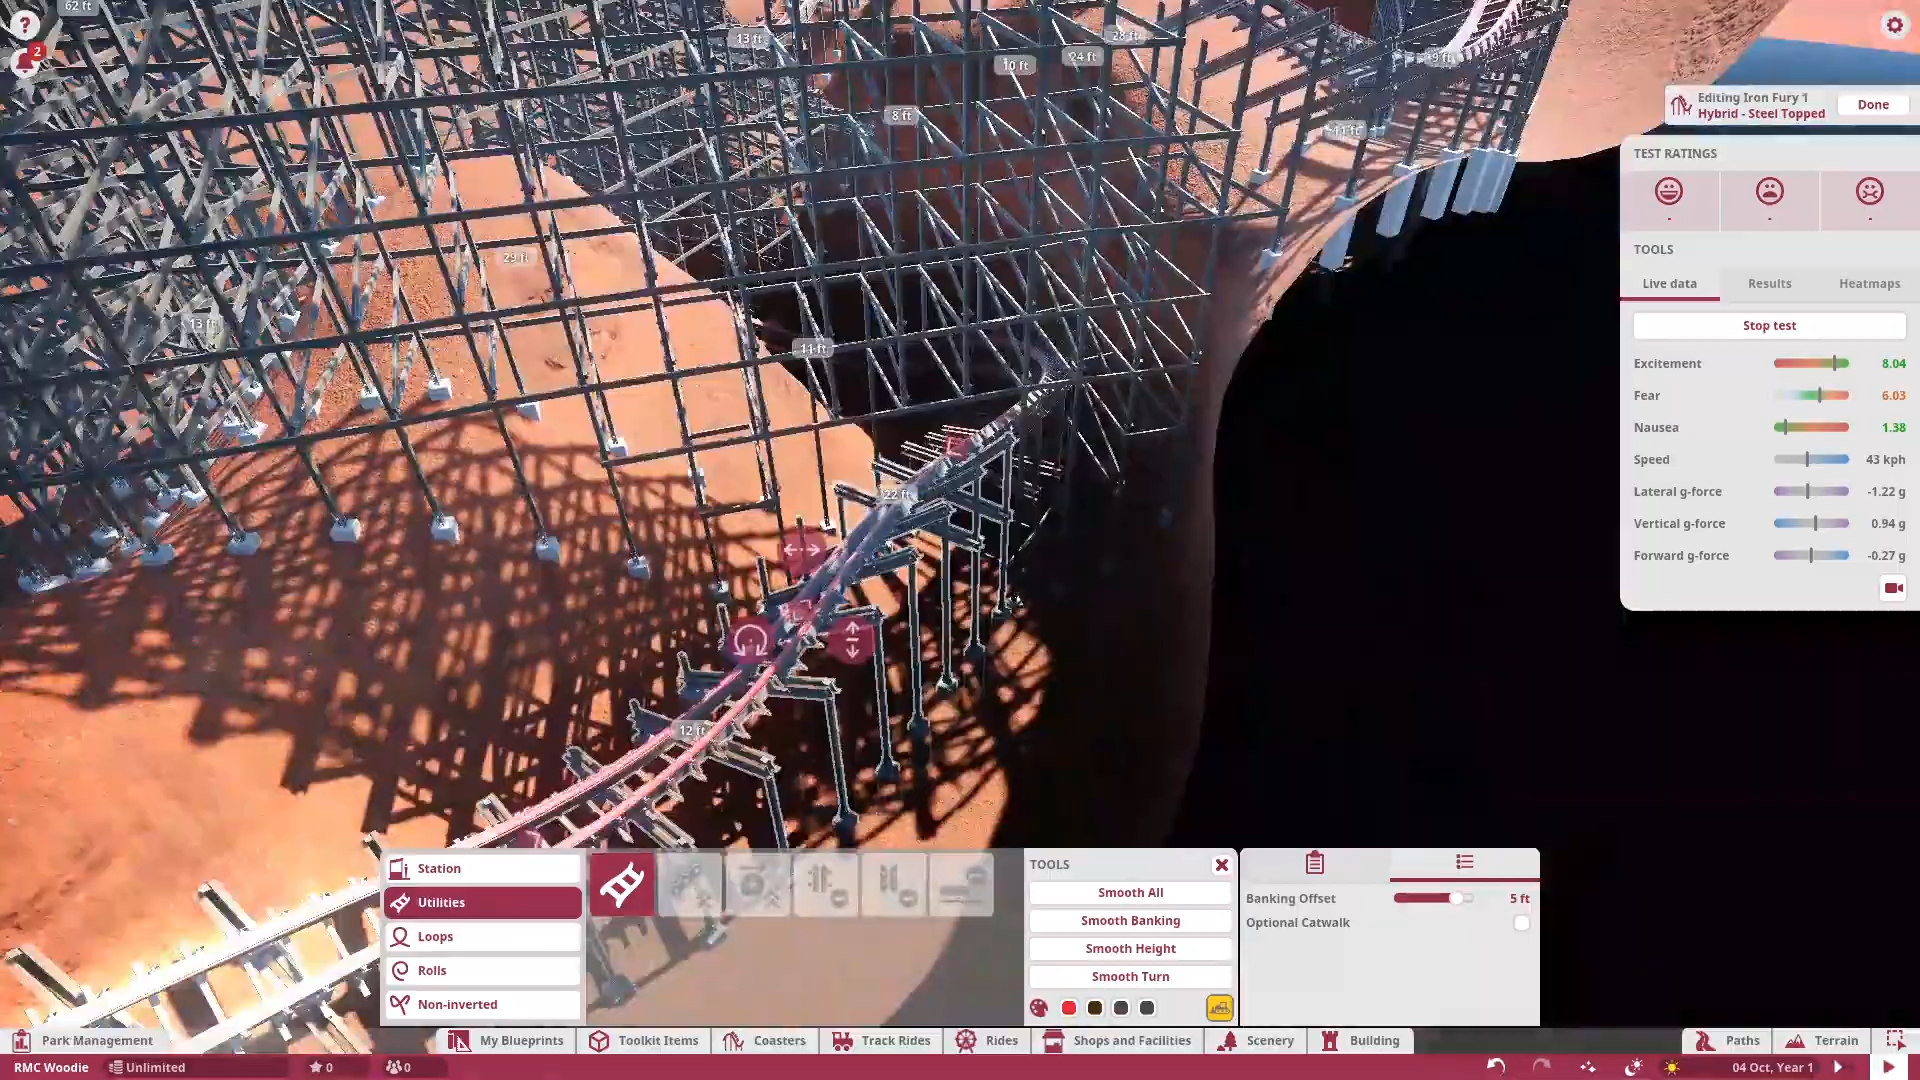 62 ft
?
2
13 ft
28 ft
24 ft
10 ft
9 ft
8 ft
11 ft
29 ft
13 ft
11 ft
22 ft
12 ft
Editing Iron Fury 1
Hybrid - Steel Topped
Done
TEST RATINGS
- - -
TOOLS
Live data Results Heatmaps
Stop test
Excitement 8.04
Fear 6.03
Nausea 1.38
Speed 43 kph
Lateral g-force -1.22 g
Vertical g-force 0.94 g
Forward g-force -0.27 g
Station
Utilities
Loops
Rolls
Non-inverted
TOOLS
Smooth All
Smooth Banking
Smooth Height
Smooth Turn
Banking Offset 5 ft
Optional Catwalk
Park Management My Blueprints Toolkit Items Coasters Track Rides Rides Shops and Facilities Scenery Building Paths Terrain
RMC Woodie Unlimited 0 0 04 Oct, Year 1